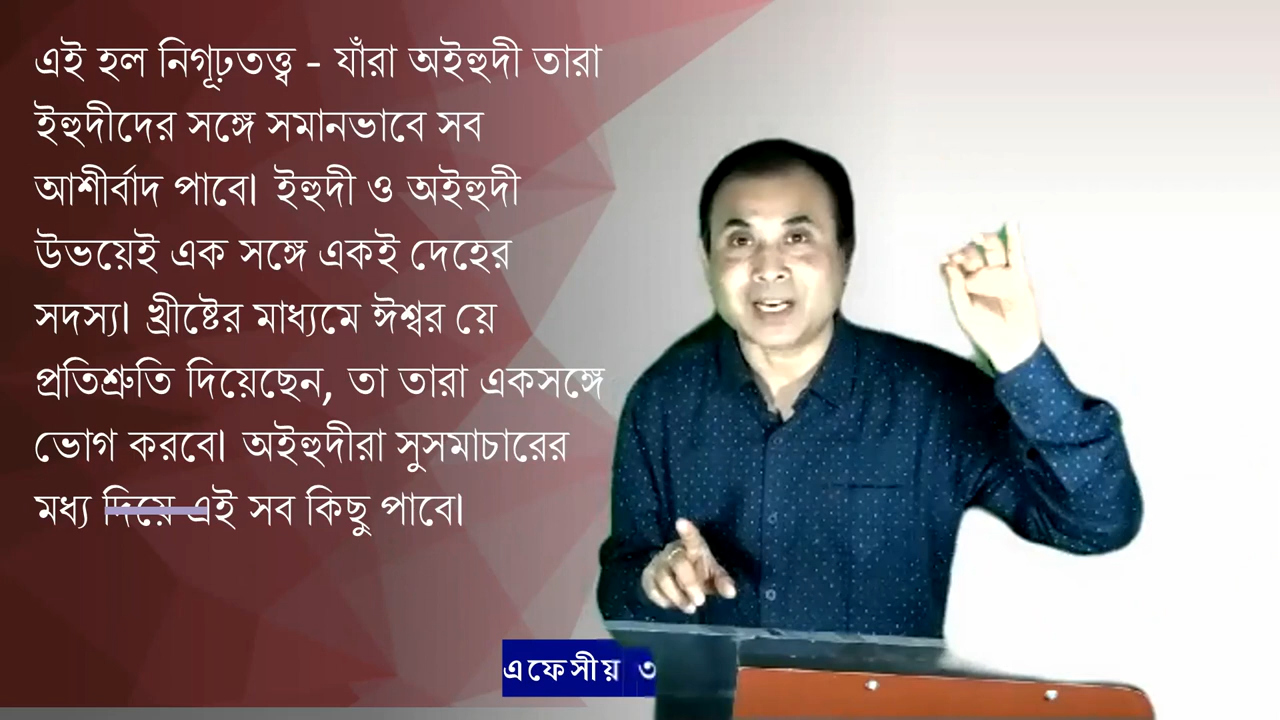 এই হল নিগূঢ়তত্ত্ব - যাঁরা অইহুদী তারা
ইহুদীদের সঙ্গে সমানভাবে সব
আশীর্বাদ পাবে। ইহুদী ও অইহুদী
উভয়েই এক সঙ্গে একই দেহের
সদস্য। খ্রীষ্টের মাধ্যমে ঈশ্বর য়ে
প্রতিশ্রুতি দিয়েছেন, তা তারা একসঙ্গে
ভোগ করবে। অইহুদীরা সুসমাচারের
মধ্য দিয়ে এই সব কিছু পাবে।
এফেসীয় ৩